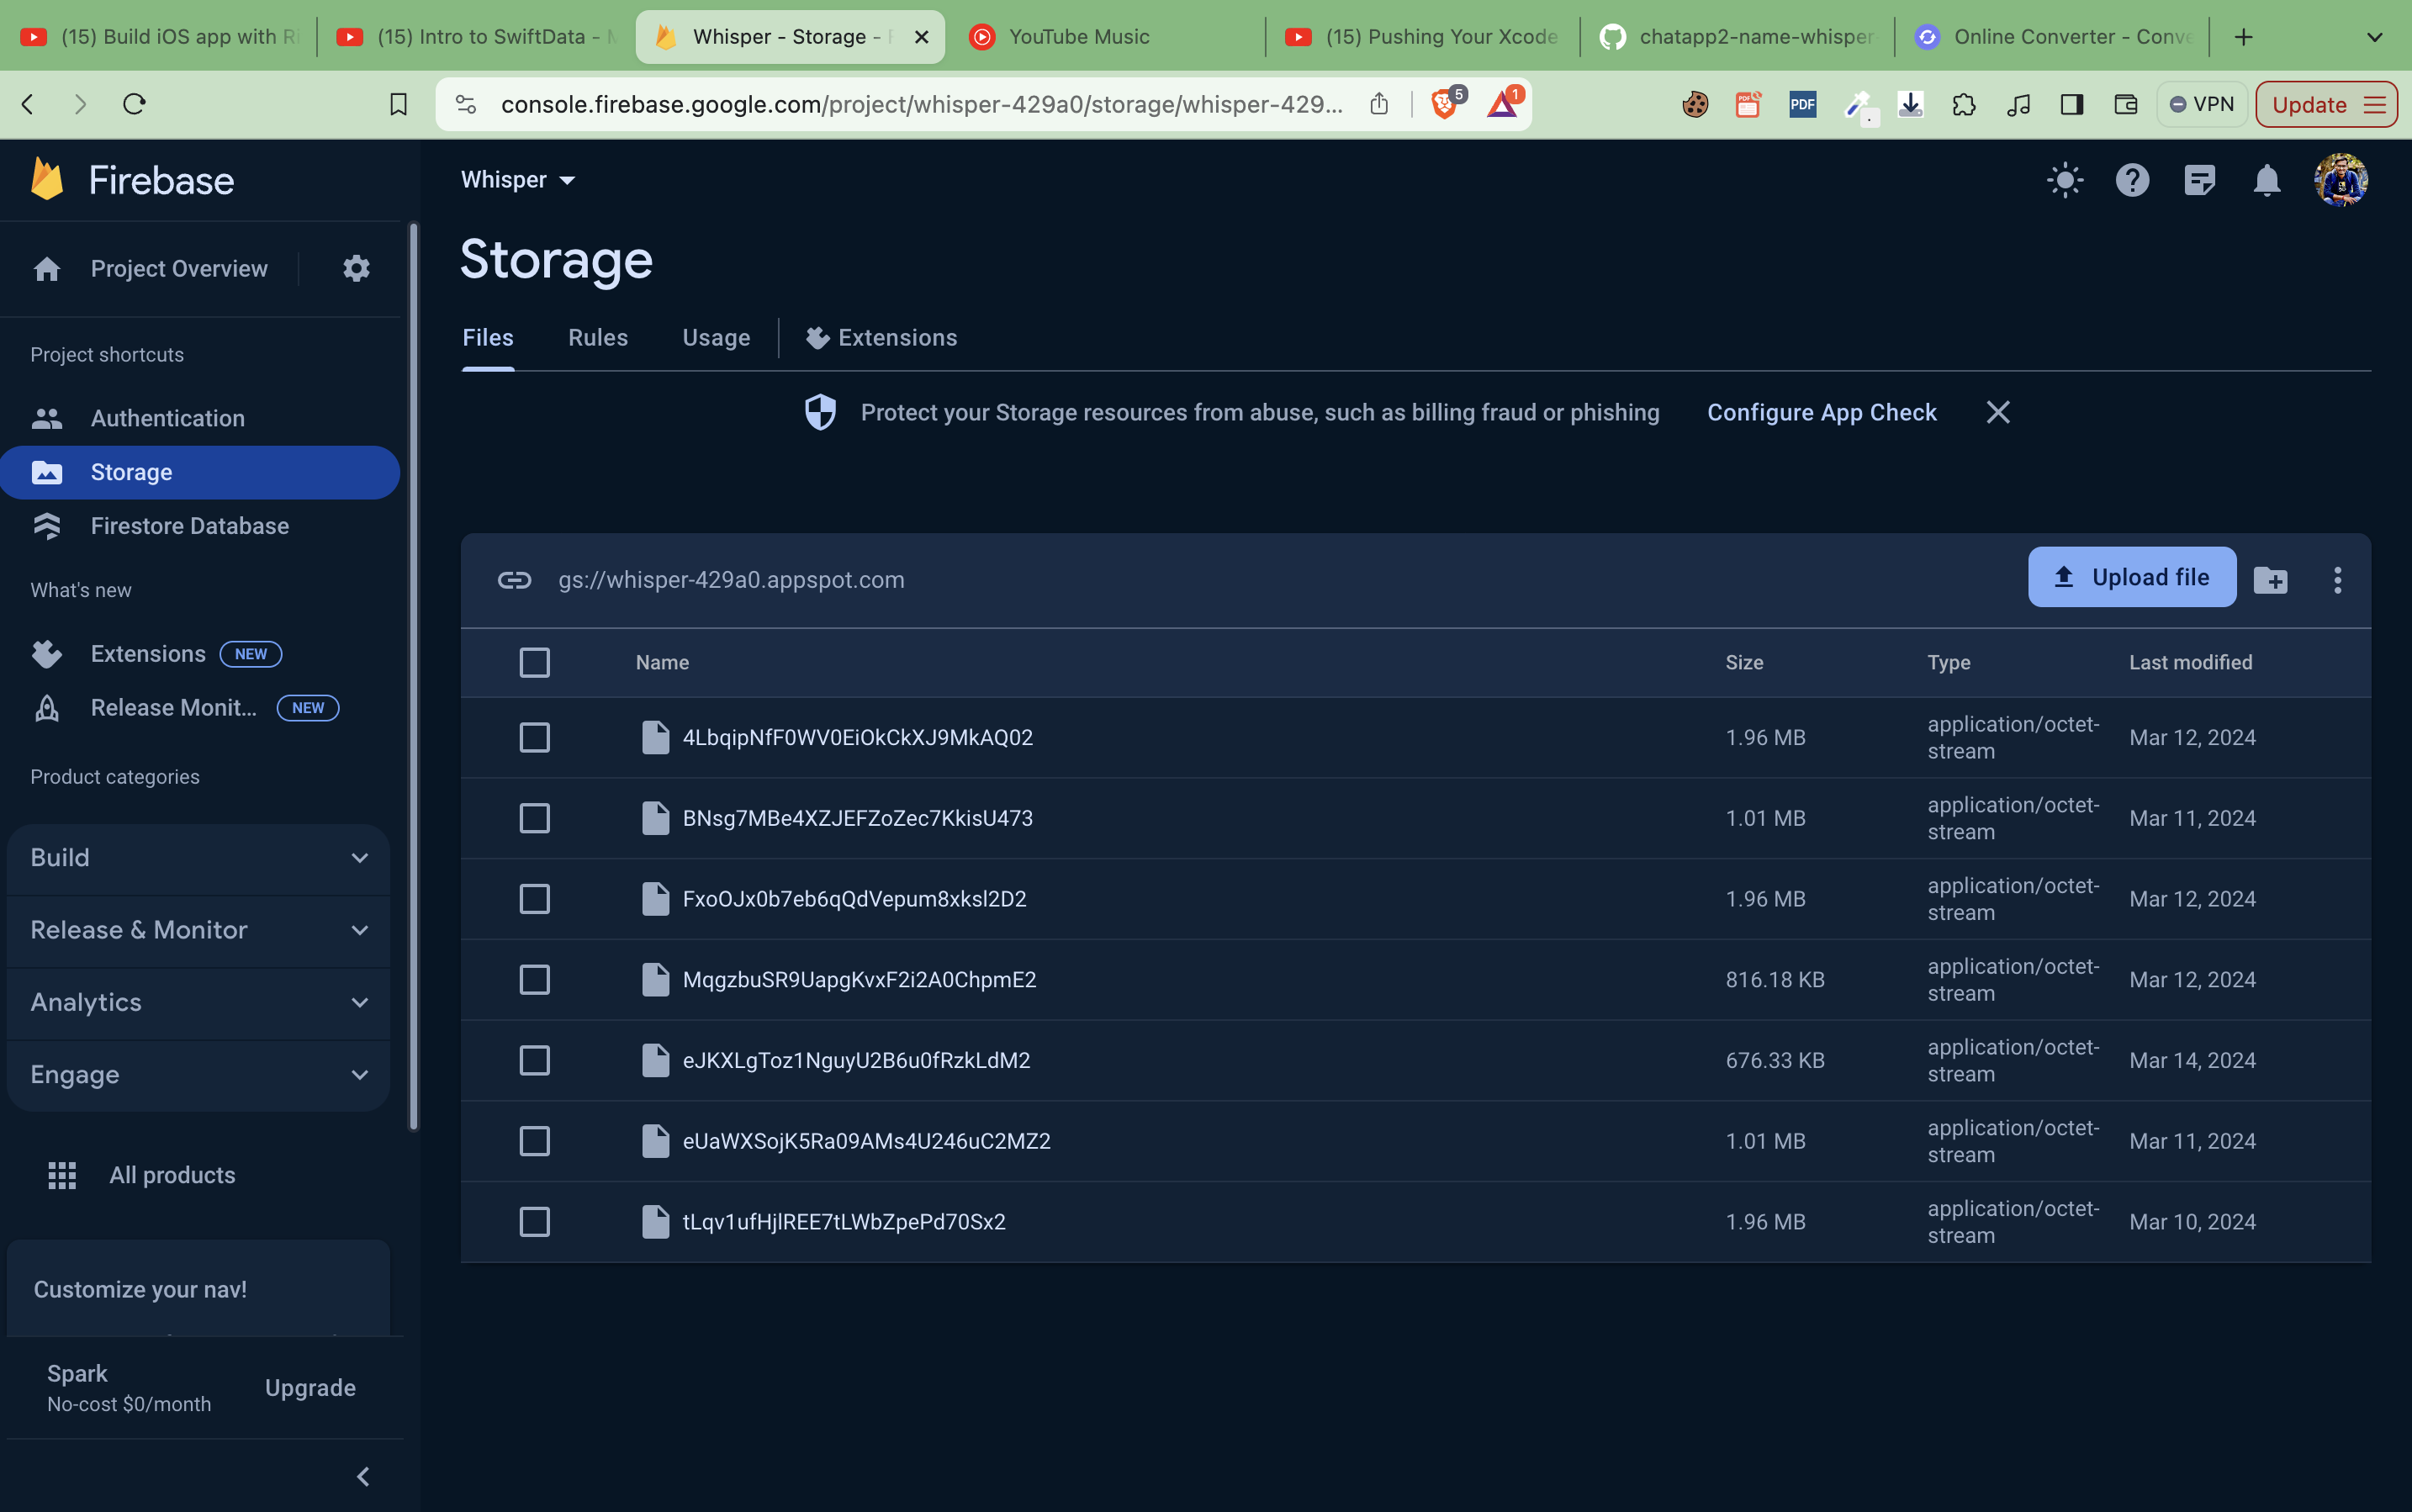 (15) Build iOS app with Ri
(15) Intro to SwiftData - M
Whisper - Storage - F
YouTube Music
(15) Pushing Your Xcode
chatapp2-name-whisper-
Online Converter - Conve
console.firebase.google.com/project/whisper-429a0/storage/whisper-429...
5
1
PDF
PDF
VPN
Update
Firebase
Whisper
Project Overview
Storage
Files
Rules
Usage
Extensions
Project shortcuts
Protect your Storage resources from abuse, such as billing fraud or phishing
Configure App Check
Authentication
Storage
Firestore Database
What's new
Extensions NEW
Release Monit... NEW
Product categories
Build
Release & Monitor
Analytics
Engage
All products
Customize your nav!
Spark
No-cost $0/month
Upgrade
gs://whisper-429a0.appspot.com
Upload file
Name Size Type Last modified
4LbqipNfF0WV0EiOkCkXJ9MkAQ02 1.96 MB application/octet-stream Mar 12, 2024
BNsg7MBe4XZJEFZoZec7KkisU473 1.01 MB application/octet-stream Mar 11, 2024
FxoOJx0b7eb6qQdVepum8xksl2D2 1.96 MB application/octet-stream Mar 12, 2024
MqgzbuSR9UapgKvxF2i2A0ChpmE2 816.18 KB application/octet-stream Mar 12, 2024
eJKXLgToz1NguyU2B6u0fRzkLdM2 676.33 KB application/octet-stream Mar 14, 2024
eUaWXSojK5Ra09AMs4U246uC2MZ2 1.01 MB application/octet-stream Mar 11, 2024
tLqv1ufHjlREE7tLWbZpePd70Sx2 1.96 MB application/octet-stream Mar 10, 2024